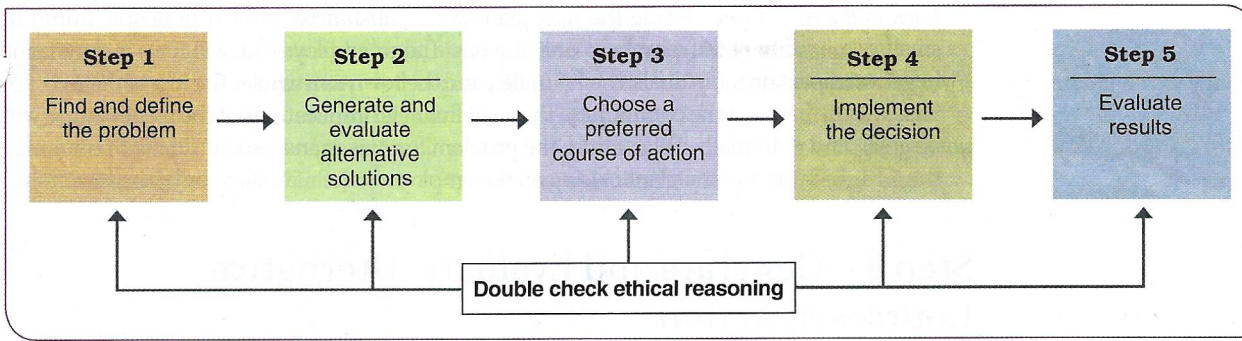 Step 1
Find and define
the problem
Step 2
Generate and
evaluate
alternative
solutions
Step 3
Choose a
preferred
course of action
Step 4
Implement
the decision
Step 5
Evaluate
results
Double check ethical reasoning